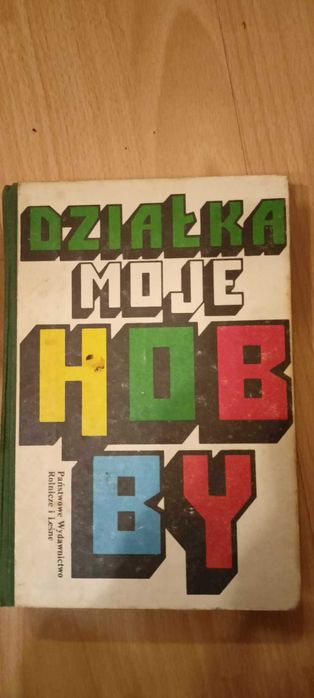 DZIAŁKA
MOJE
HOB
BY
Państwowe Wydawnictwo
Rolnicze i Leśne